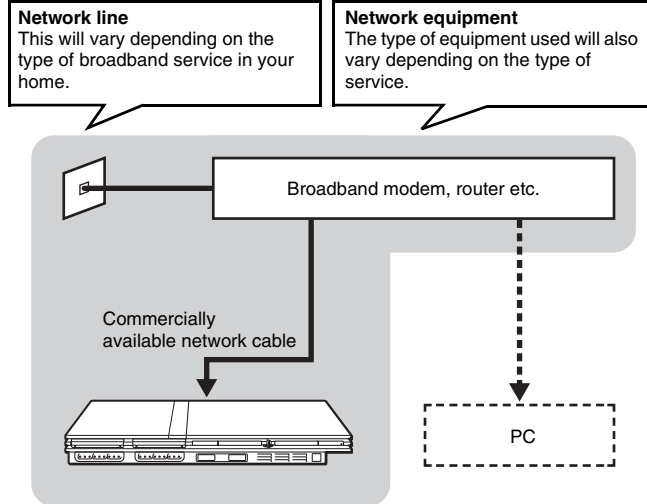 Network line
This will vary depending on the
type of broadband service in your
home.
Network equipment
The type of equipment used will also
vary depending on the type of
service.
Broadband modem, router etc.
Commercially
available network cable
PC